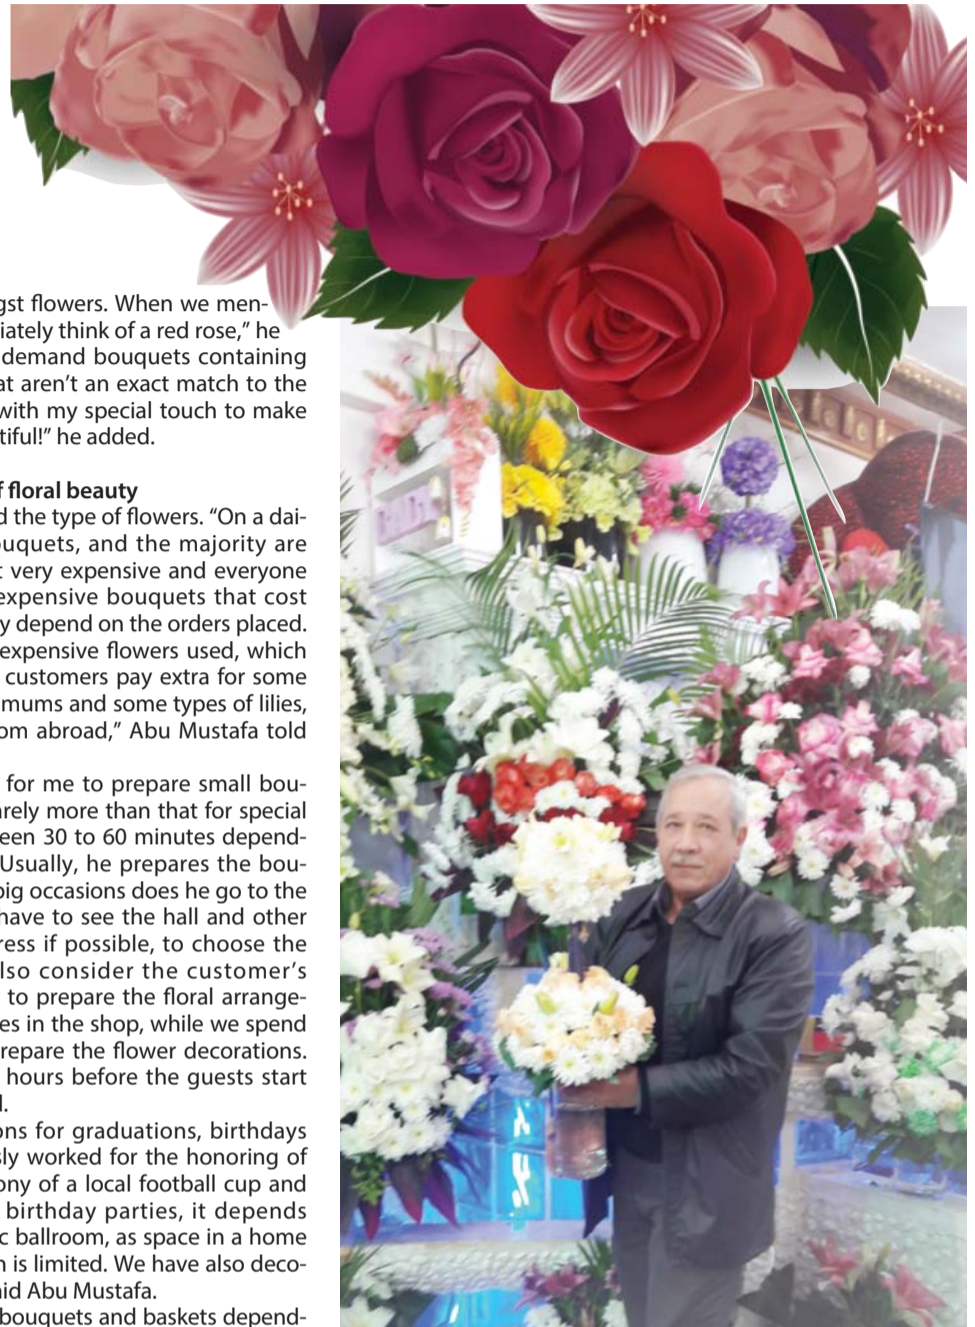 gst flowers. When we men-
iately think of a red rose,” he
demand bouquets containing
at aren’t an exact match to the
with my special touch to make
tiful!” he added.
f floral beauty
d the type of flowers. “On a dai-
ouquets, and the majority are
t very expensive and everyone
expensive bouquets that cost
y depend on the orders placed.
expensive flowers used, which
customers pay extra for some
mums and some types of lilies,
om abroad,” Abu Mustafa told
for me to prepare small bou-
arely more than that for special
een 30 to 60 minutes depend-
Usually, he prepares the bou-
big occasions does he go to the
have to see the hall and other
ress if possible, to choose the
lso consider the customer’s
to prepare the floral arrange-
es in the shop, while we spend
repare the flower decorations.
hours before the guests start
d.
ons for graduations, birthdays
sly worked for the honoring of
ony of a local football cup and
birthday parties, it depends
c ballroom, as space in a home
n is limited. We have also deco-
aid Abu Mustafa.
bouquets and baskets depend-